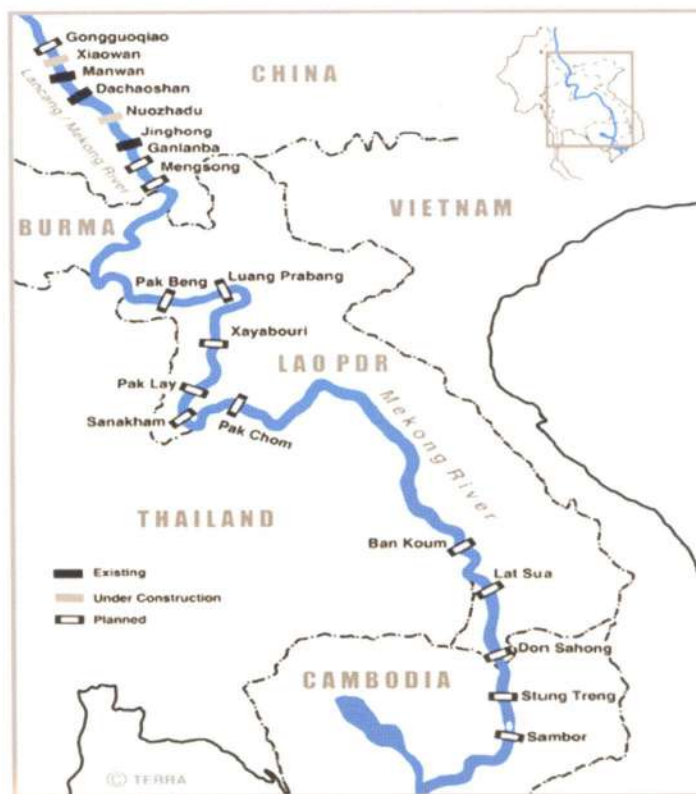 Gongguoqiao
Xiaowan
Manwan
CHINA
Dachaoshan
Nuozhadu
Lancang / Mekong River
Jinghong
Ganlanba
Mengsong
VIETNAM
BURMA
Pak Beng
Luang Prabang
Xayabouri
LAO PDR
Pak Lay
Mekong River
Sanakham
Pak Chom
THAILAND
Ban Koum
Existing
Lat Sua
Under Construction
Planned
Don Sahong
CAMBODIA
Stung Treng
Sambor
© TERRA